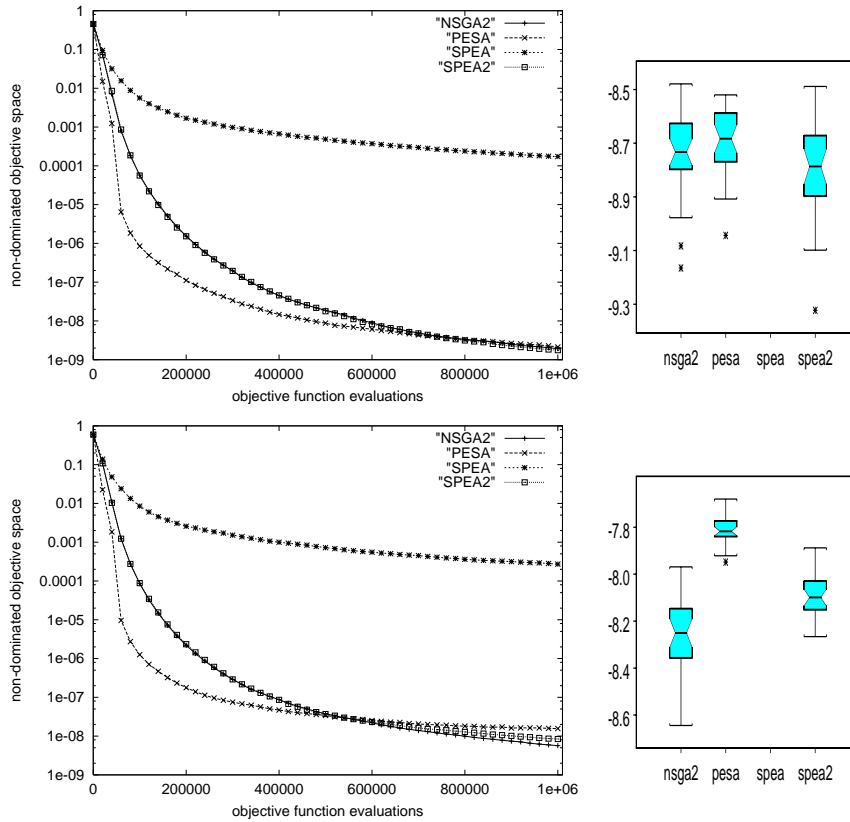 1
0.1
0.01
0.001
0.0001
1e-05
1e-06
1e-07
1e-08
1e-09
0
200000
400000
600000
800000
1e+06
non-dominated objective space
objective function evaluations
"NSGA2"
"PESA"
"SPEA"
"SPEA2"
-8.5
-8.7
-8.9
-9.1
-9.3
nsga2
pesa
spea
spea2
1
0.1
0.01
0.001
0.0001
1e-05
1e-06
1e-07
1e-08
1e-09
0
200000
400000
600000
800000
1e+06
non-dominated objective space
objective function evaluations
"NSGA2"
"PESA"
"SPEA"
"SPEA2"
-7.8
-8.0
-8.2
-8.4
-8.6
nsga2
pesa
spea
spea2